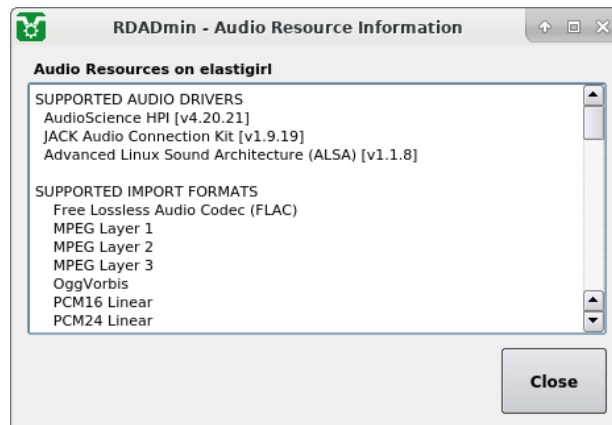 RDAdmin - Audio Resource Information
Audio Resources on elastigirl
SUPPORTED AUDIO DRIVERS
AudioScience HPI [v4.20.21]
JACK Audio Connection Kit [v1.9.19]
Advanced Linux Sound Architecture (ALSA) [v1.1.8]
SUPPORTED IMPORT FORMATS
Free Lossless Audio Codec (FLAC)
MPEG Layer 1
MPEG Layer 2
MPEG Layer 3
OggVorbis
PCM16 Linear
PCM24 Linear
Close